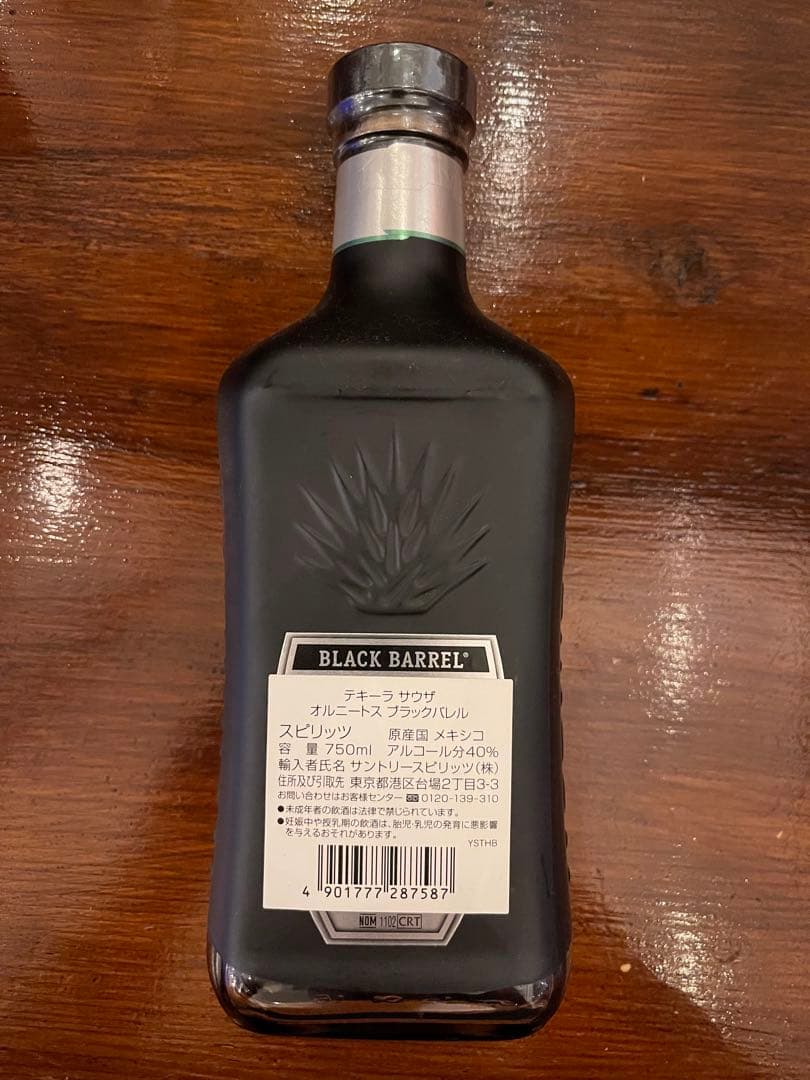 BLACK BARREL®
テキーラ サウザ
オルニートス ブラックバレル
スピリッツ 原産国 メキシコ
容 量 750ml アルコール分40%
輸入者氏名 サントリースピリッツ(株)
住所及び引取先 東京都港区台場2丁目3-3
お問い合わせはお客様センター ☎ 0120-139-310
●未成年者の飲酒は法律で禁じられています。
●妊娠中や授乳期の飲酒は、胎児・乳児の発育に悪影響
を与えるおそれがあります。
YSTHB
4 901777 287587
NOM 1102 CRT